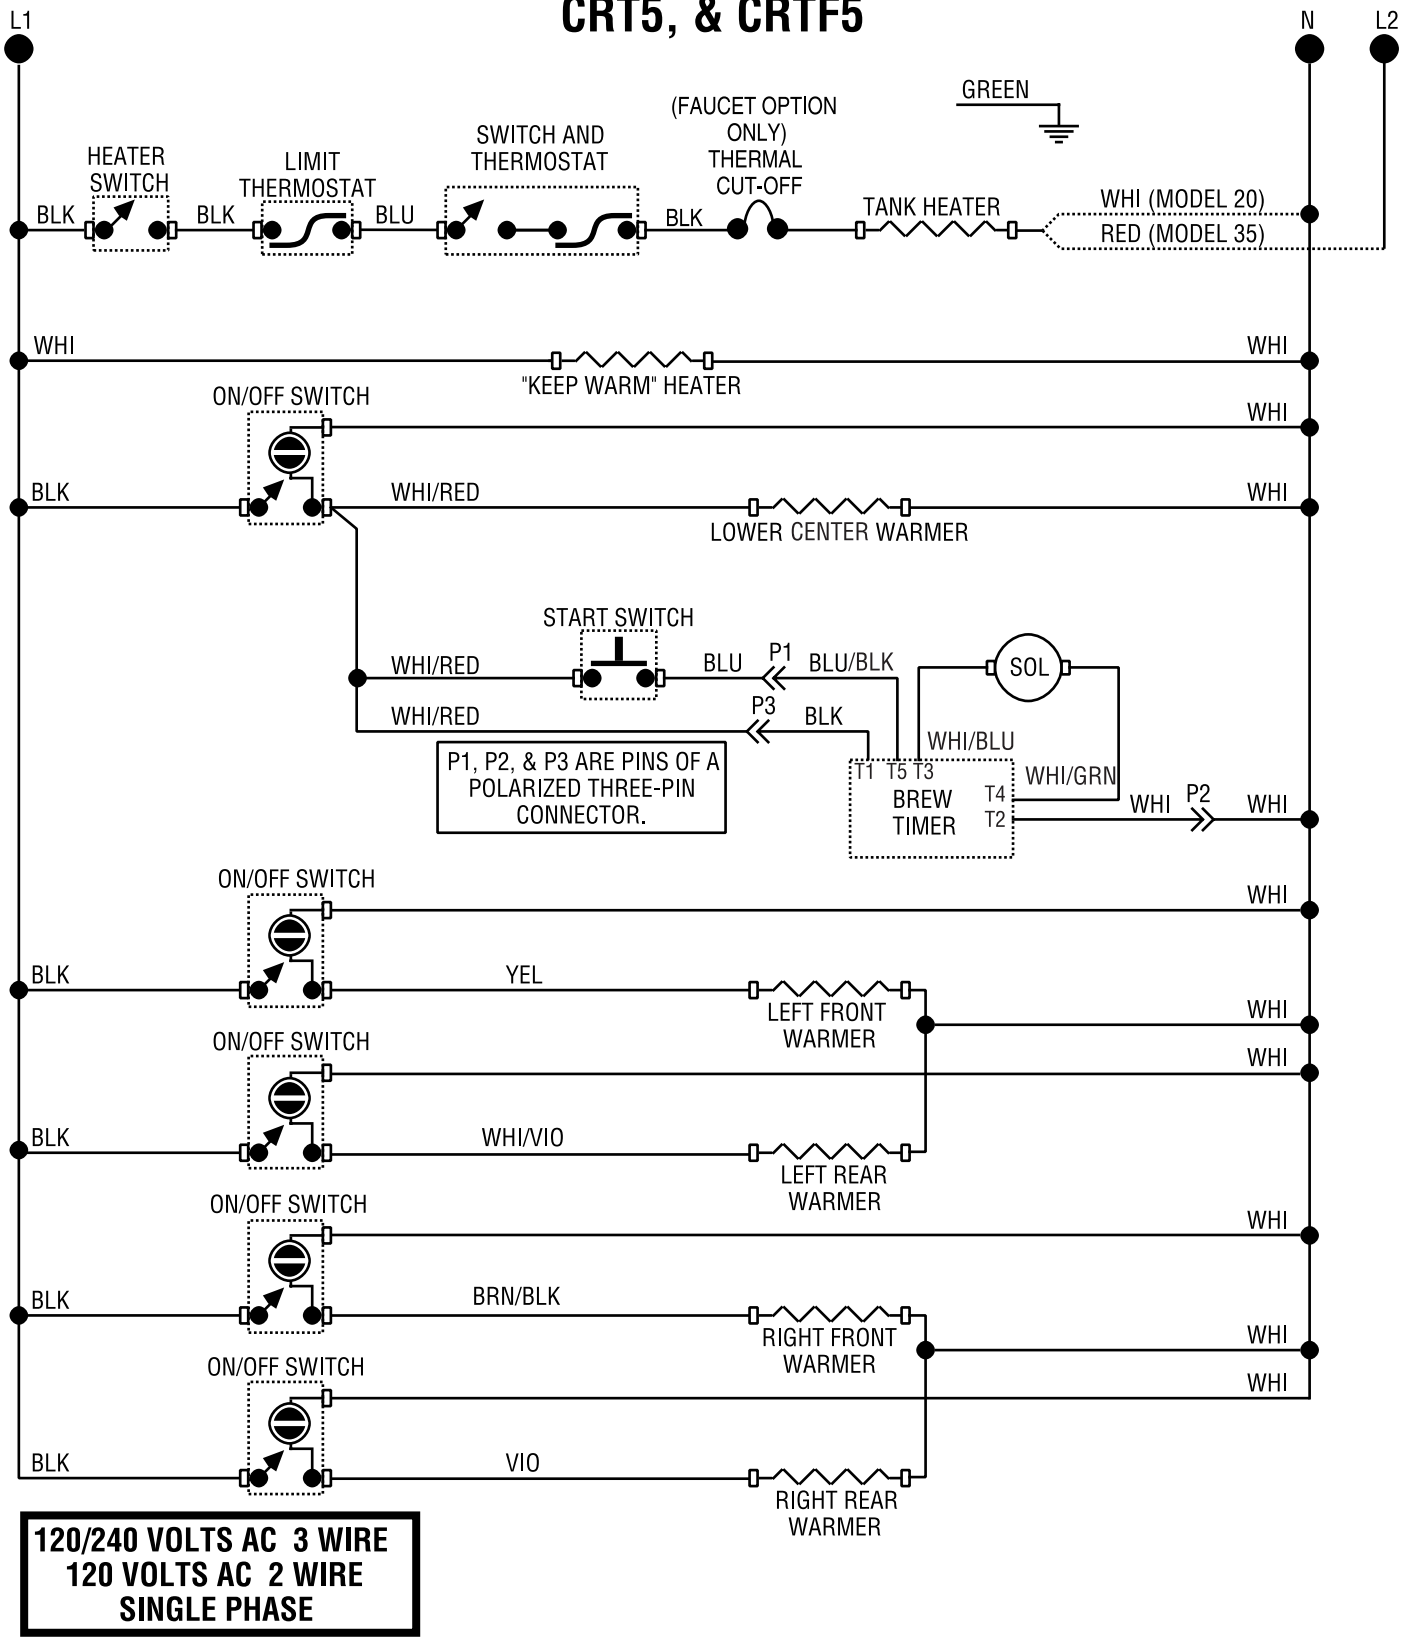 CRT5, & CRTF5
L1
N
L2
GREEN
(FAUCET OPTION
ONLY)
THERMAL
CUT-OFF
SWITCH AND
THERMOSTAT
HEATER
SWITCH
LIMIT
THERMOSTAT
BLK
BLK
BLU
BLK
TANK HEATER
WHI (MODEL 20)
RED (MODEL 35)
WHI
WHI
"KEEP WARM" HEATER
ON/OFF SWITCH
WHI
BLK
WHI/RED
WHI
LOWER CENTER WARMER
START SWITCH
WHI/RED
BLU
P1
BLU/BLK
SOL
WHI/RED
P3
BLK
WHI/BLU
WHI/GRN
P1, P2, & P3 ARE PINS OF A
POLARIZED THREE-PIN
CONNECTOR.
T1 T5 T3
BREW
TIMER
T4
T2
WHI
P2
WHI
ON/OFF SWITCH
WHI
BLK
YEL
LEFT FRONT
WARMER
WHI
ON/OFF SWITCH
WHI
BLK
WHI/VIO
LEFT REAR
WARMER
ON/OFF SWITCH
WHI
BLK
BRN/BLK
RIGHT FRONT
WARMER
WHI
ON/OFF SWITCH
WHI
BLK
VIO
RIGHT REAR
WARMER
120/240 VOLTS AC 3 WIRE
120 VOLTS AC 2 WIRE
SINGLE PHASE